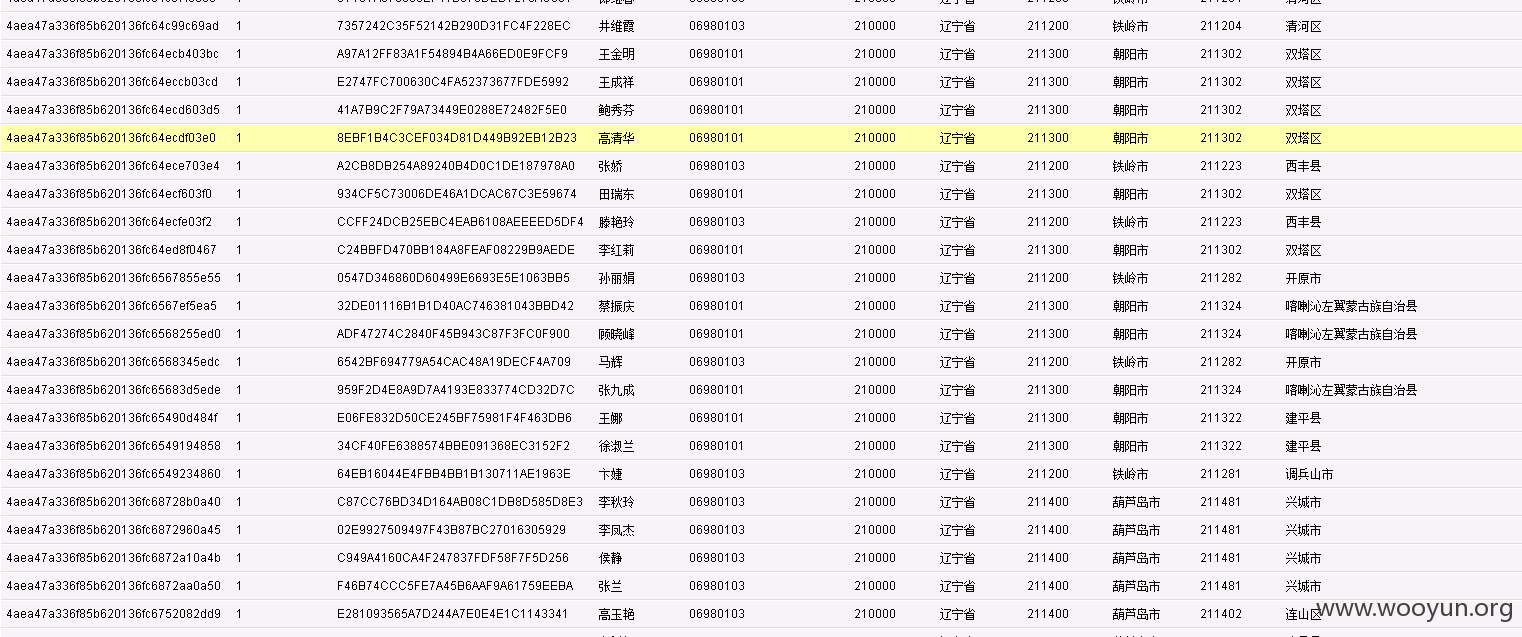 4aea47a336f85b620136fc64c99c69ad 1 7357242C35F52142B290D31FC4F228EC 井维霞 06980103 210000 辽宁省 211200 铁岭市 211204 清河区
4aea47a336f85b620136fc64ecb403bc 1 A97A12FF83A1F54894B4A66ED0E9FCF9 王金明 06980101 210000 辽宁省 211300 朝阳市 211302 双塔区
4aea47a336f85b620136fc64eccb03cd 1 E2747FC700630C4FA52373677FDE5992 王成祥 06980101 210000 辽宁省 211300 朝阳市 211302 双塔区
4aea47a336f85b620136fc64ecd603d5 1 41A7B9C2F79A73449E0288E72482F5E0 鲍秀芬 06980101 210000 辽宁省 211300 朝阳市 211302 双塔区
4aea47a336f85b620136fc64ecdf03e0 1 8EBF1B4C3CEF034D81D449B92EB12B23 高清华 06980101 210000 辽宁省 211300 朝阳市 211302 双塔区
4aea47a336f85b620136fc64ece703e4 1 A2CB8DB254A89240B4D0C1DE187978A0 张娇 06980103 210000 辽宁省 211200 铁岭市 211223 西丰县
4aea47a336f85b620136fc64ecf603f0 1 934CF5C73006DE46A1DCAC67C3E59674 田瑞东 06980101 210000 辽宁省 211300 朝阳市 211302 双塔区
4aea47a336f85b620136fc64ecfe03f2 1 CCFF24DCB25EBC4EAB6108AEEEED5DF4 滕艳玲 06980103 210000 辽宁省 211200 铁岭市 211223 西丰县
4aea47a336f85b620136fc64ed8f0467 1 C24BBFD470BB184A8FEAF08229B9AEDE 李红莉 06980101 210000 辽宁省 211300 朝阳市 211302 双塔区
4aea47a336f85b620136fc6567855e55 1 0547D346860D60499E6693E5E1063BB5 孙丽娟 06980103 210000 辽宁省 211200 铁岭市 211282 开原市
4aea47a336f85b620136fc6567ef5ea5 1 32DE01116B1B1D40AC746381043BBD42 蔡振庆 06980101 210000 辽宁省 211300 朝阳市 211324 喀喇沁左翼蒙古族自治县
4aea47a336f85b620136fc6568255ed0 1 ADF47274C2840F45B943C87F3FC0F900 顾晓峰 06980101 210000 辽宁省 211300 朝阳市 211324 喀喇沁左翼蒙古族自治县
4aea47a336f85b620136fc6568345edc 1 6542BF694779A54CAC48A19DECF4A709 马辉 06980103 210000 辽宁省 211200 铁岭市 211282 开原市
4aea47a336f85b620136fc65683d5ede 1 959F2D4E8A9D7A4193E833774CD32D7C 张九成 06980101 210000 辽宁省 211300 朝阳市 211324 喀喇沁左翼蒙古族自治县
4aea47a336f85b620136fc65490d484f 1 E06FE832D50CE245BF75981F4F463DB6 王娜 06980101 210000 辽宁省 211300 朝阳市 211322 建平县
4aea47a336f85b620136fc6549194858 1 34CF40FE6388574BBE091368EC3152F2 徐淑兰 06980101 210000 辽宁省 211300 朝阳市 211322 建平县
4aea47a336f85b620136fc6549234860 1 64EB16044E4FBB4BB1B130711AE1963E 卞婕 06980103 210000 辽宁省 211200 铁岭市 211281 调兵山市
4aea47a336f85b620136fc68728b0a40 1 C87CC76BD34D164AB08C1DB8D585D8E3 李秋玲 06980103 210000 辽宁省 211400 葫芦岛市 211481 兴城市
4aea47a336f85b620136fc6872960a45 1 02E9927509497F43B87BC27016305929 李凤杰 06980103 210000 辽宁省 211400 葫芦岛市 211481 兴城市
4aea47a336f85b620136fc6872a10a4b 1 C949A4160CA4F247837FDF58F7F5D256 侯静 06980103 210000 辽宁省 211400 葫芦岛市 211481 兴城市
4aea47a336f85b620136fc6872aa0a50 1 F46B74CCC5FE7A45B6AAF9A61759EEBA 张兰 06980103 210000 辽宁省 211400 葫芦岛市 211481 兴城市
4aea47a336f85b620136fc6752082dd9 1 E281093565A7D244A7E0E4E1C1143341 高玉艳 06980103 210000 辽宁省 211400 葫芦岛市 211402 连山区
www.wooyun.org